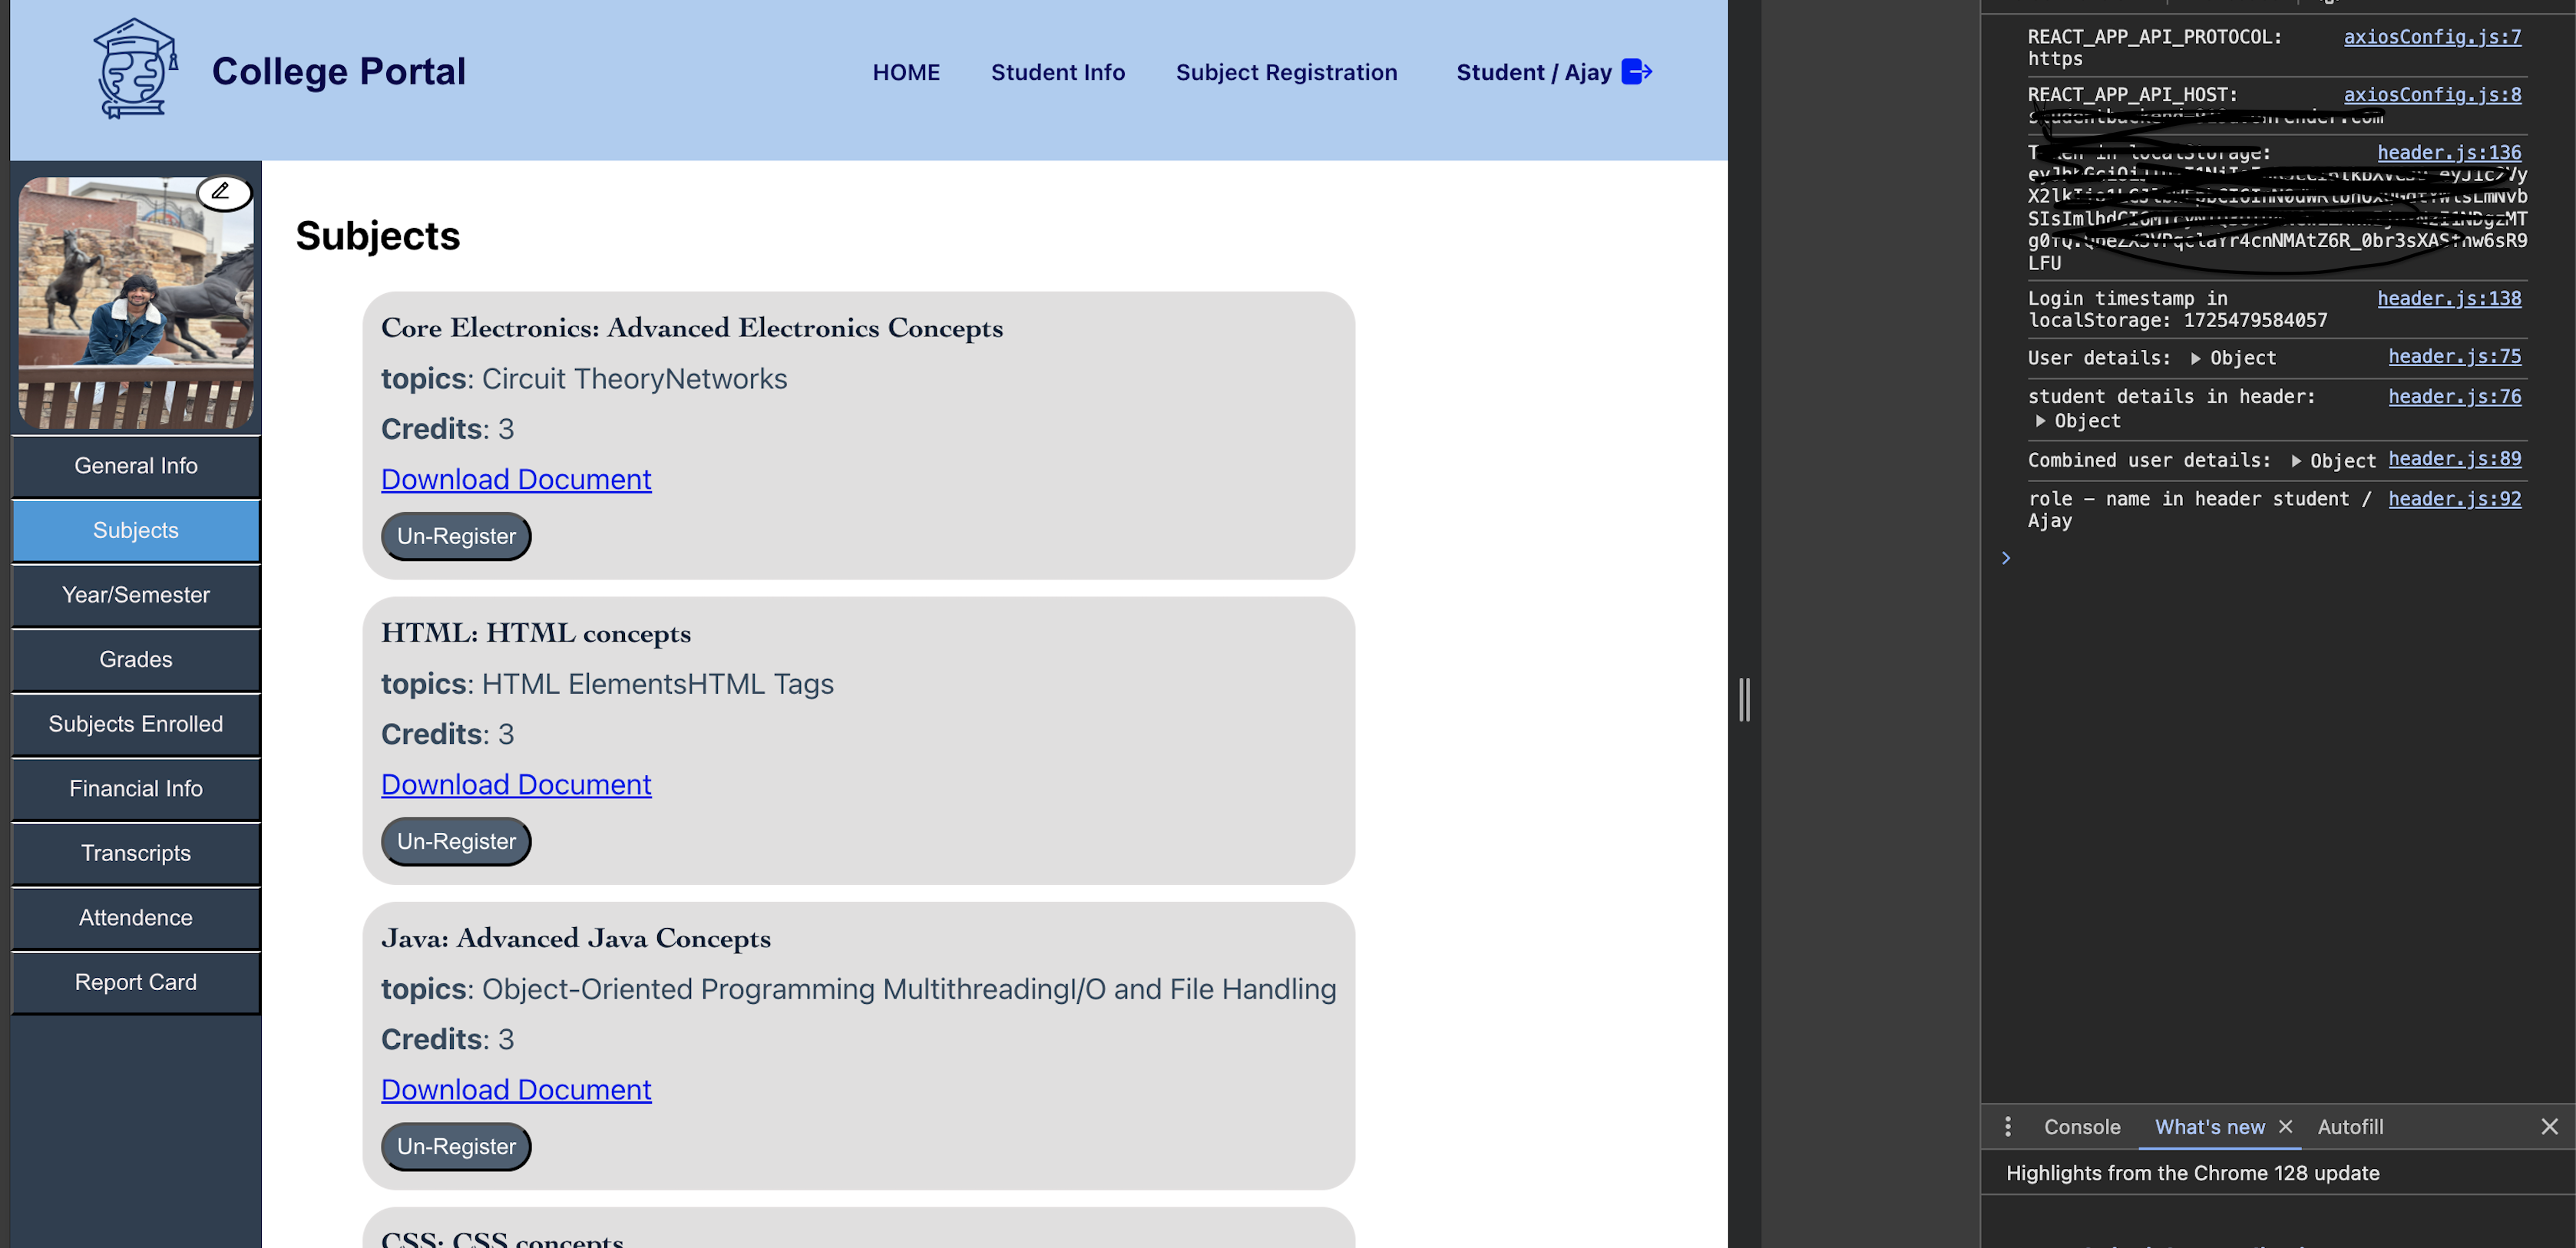 College Portal
HOME
Student Info
Subject Registration
Student / Ajay
General Info
Subjects
Year/Semester
Grades
Subjects Enrolled
Financial Info
Transcripts
Attendence
Report Card
Subjects
Core Electronics: Advanced Electronics Concepts
topics: Circuit TheoryNetworks
Credits: 3
Download Document
Un-Register
HTML: HTML concepts
topics: HTML ElementsHTML Tags
Credits: 3
Download Document
Un-Register
Java: Advanced Java Concepts
topics: Object-Oriented Programming MultithreadingI/O and File Handling
Credits: 3
Download Document
Un-Register
CSS: CSS concepts
REACT_APP_API_PROTOCOL: axiosConfig.js:7
https
REACT_APP_API_HOST: axiosConfig.js:8
header.js:136
LFU
Login timestamp in header.js:138
localStorage: 1725479584057
User details: ▶ Object header.js:75
student details in header: header.js:76
▶ Object
Combined user details: ▶ Object header.js:89
role – name in header student / header.js:92
Ajay
Console
What's new
Autofill
Highlights from the Chrome 128 update